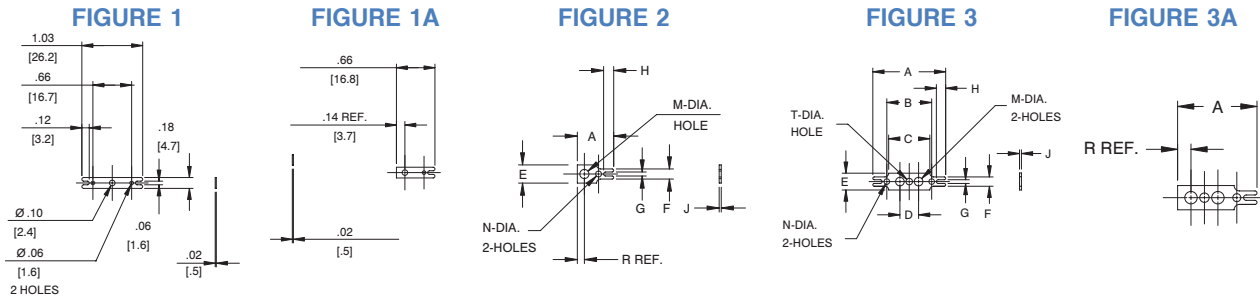 FIGURE 1
1.03
[26.2]
.66
[16.7]
.12
[3.2]
.18
[4.7]
Ø.10
[2.4]
.06
[1.6]
Ø.06
[1.6]
2 HOLES
.02
[.5]
FIGURE 1A
.66
[16.8]
.14 REF.
[3.7]
.02
[.5]
FIGURE 2
H
M-DIA.
HOLE
A
E
G
F
J
N-DIA.
2-HOLES
R REF.
FIGURE 3
A
H
B
M-DIA.
2-HOLES
T-DIA.
HOLE
C
J
E
G
F
D
N-DIA.
2-HOLES
FIGURE 3A
A
R REF.